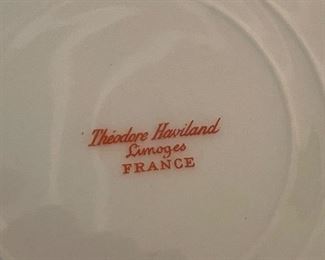 Théodore Haviland
Limoges
FRANCE